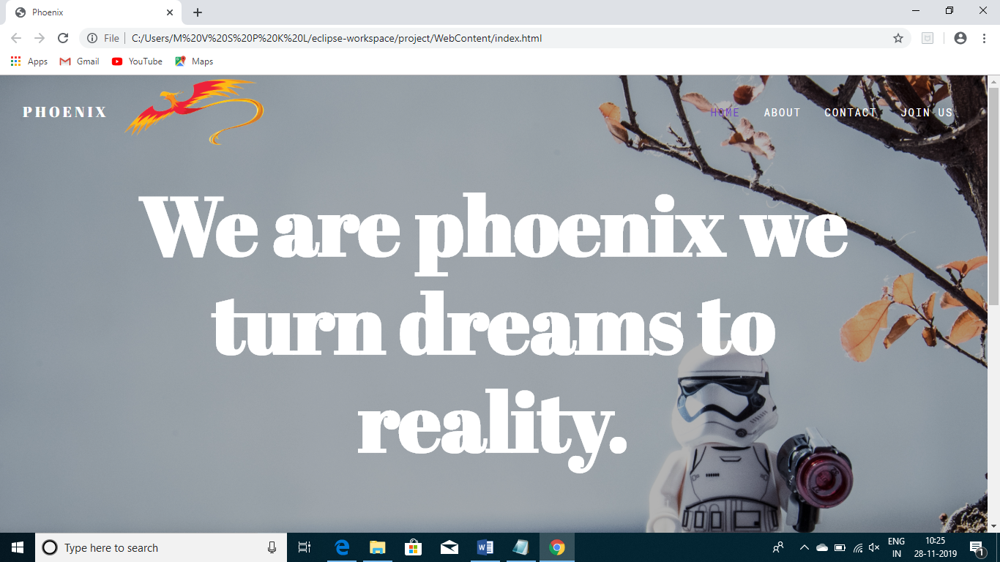 Phoenix
File
C:/Users/M%20V%20S%20P%20K%20L/eclipse-workspace/project/WebContent/index.html
Apps Gmail YouTube Maps
PHOENIX
HOME ABOUT CONTACT JOIN US
We are phoenix we
turn dreams to
reality.
Type here to search
ENG
IN
10:25
28-11-2019
1